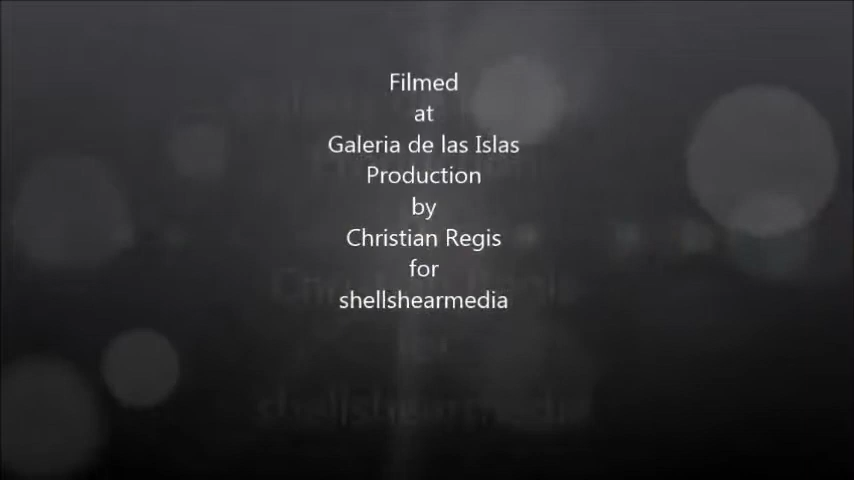 Filmed
at
Galeria de las Islas
Production
by
Christian Regis
for
shellshearmedia